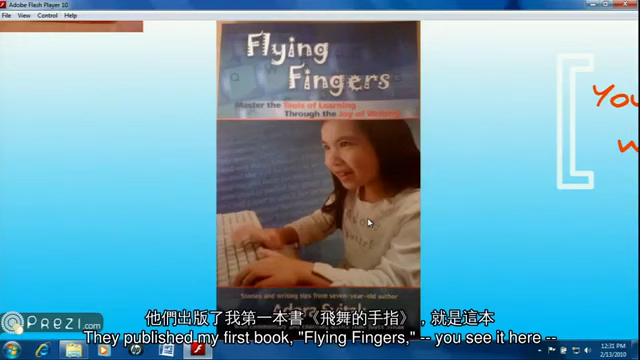 Adobe Flash Player 10
File View Control Help
Flying
Fingers
Master the Tools of Learning
Through the Joy of Writing
You
w
Stories and writing tips from seven-year-old author
Adora Svitak
他們出版了我第一本書《飛舞的手指》，就是這本
They published my first book, "Flying Fingers," -- you see it here --
PREZI.com
12:31 PM
2/13/2010